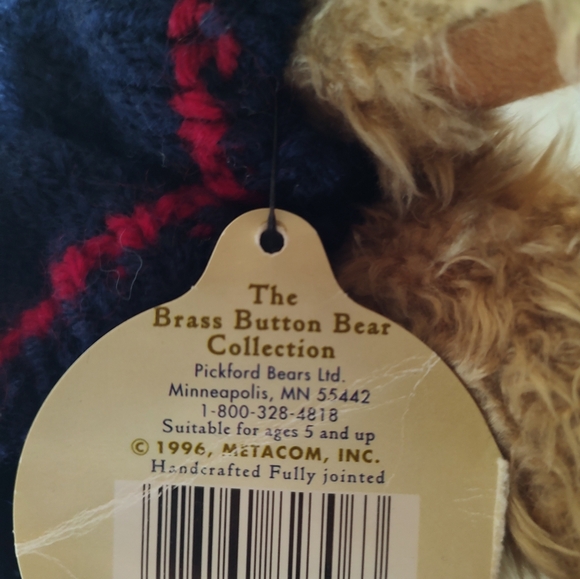 The
Brass Button Bear
Collection
Pickford Bears Ltd.
Minneapolis, MN 55442
1-800-328-4818
Suitable for ages 5 and up
© 1996, METACOM, INC.
Handcrafted Fully jointed